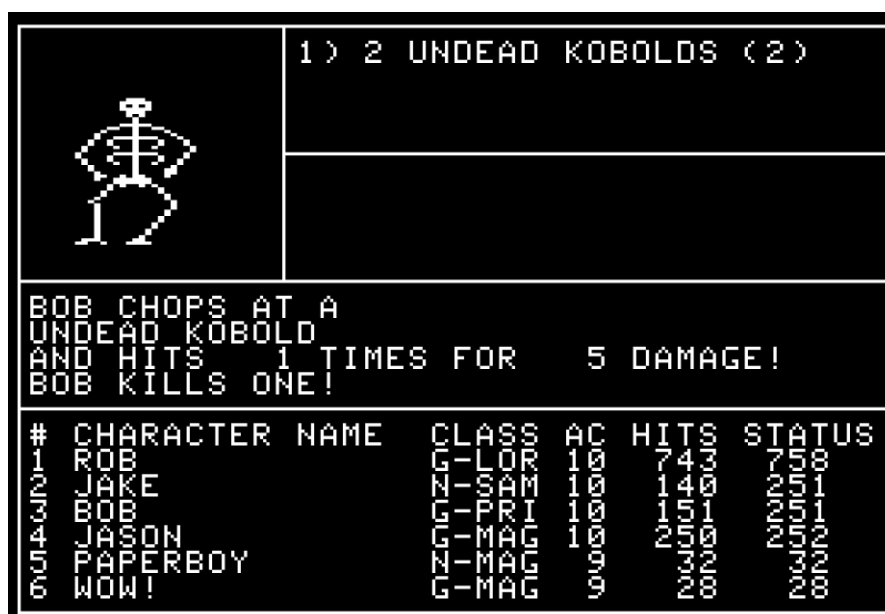 1) 2 UNDEAD KOBOLDS (2)
BOB CHOPS AT A
UNDEAD KOBOLD
AND HITS 1 TIMES FOR 5 DAMAGE!
BOB KILLS ONE!
# CHARACTER NAME CLASS AC HITS STATUS
1 ROB G-LOR 10 743 758
2 JAKE N-SAM 10 140 251
3 BOB G-PRI 10 151 251
4 JASON G-MAG 10 250 252
5 PAPERBOY N-MAG 9 32 32
6 WOW! G-MAG 9 28 28